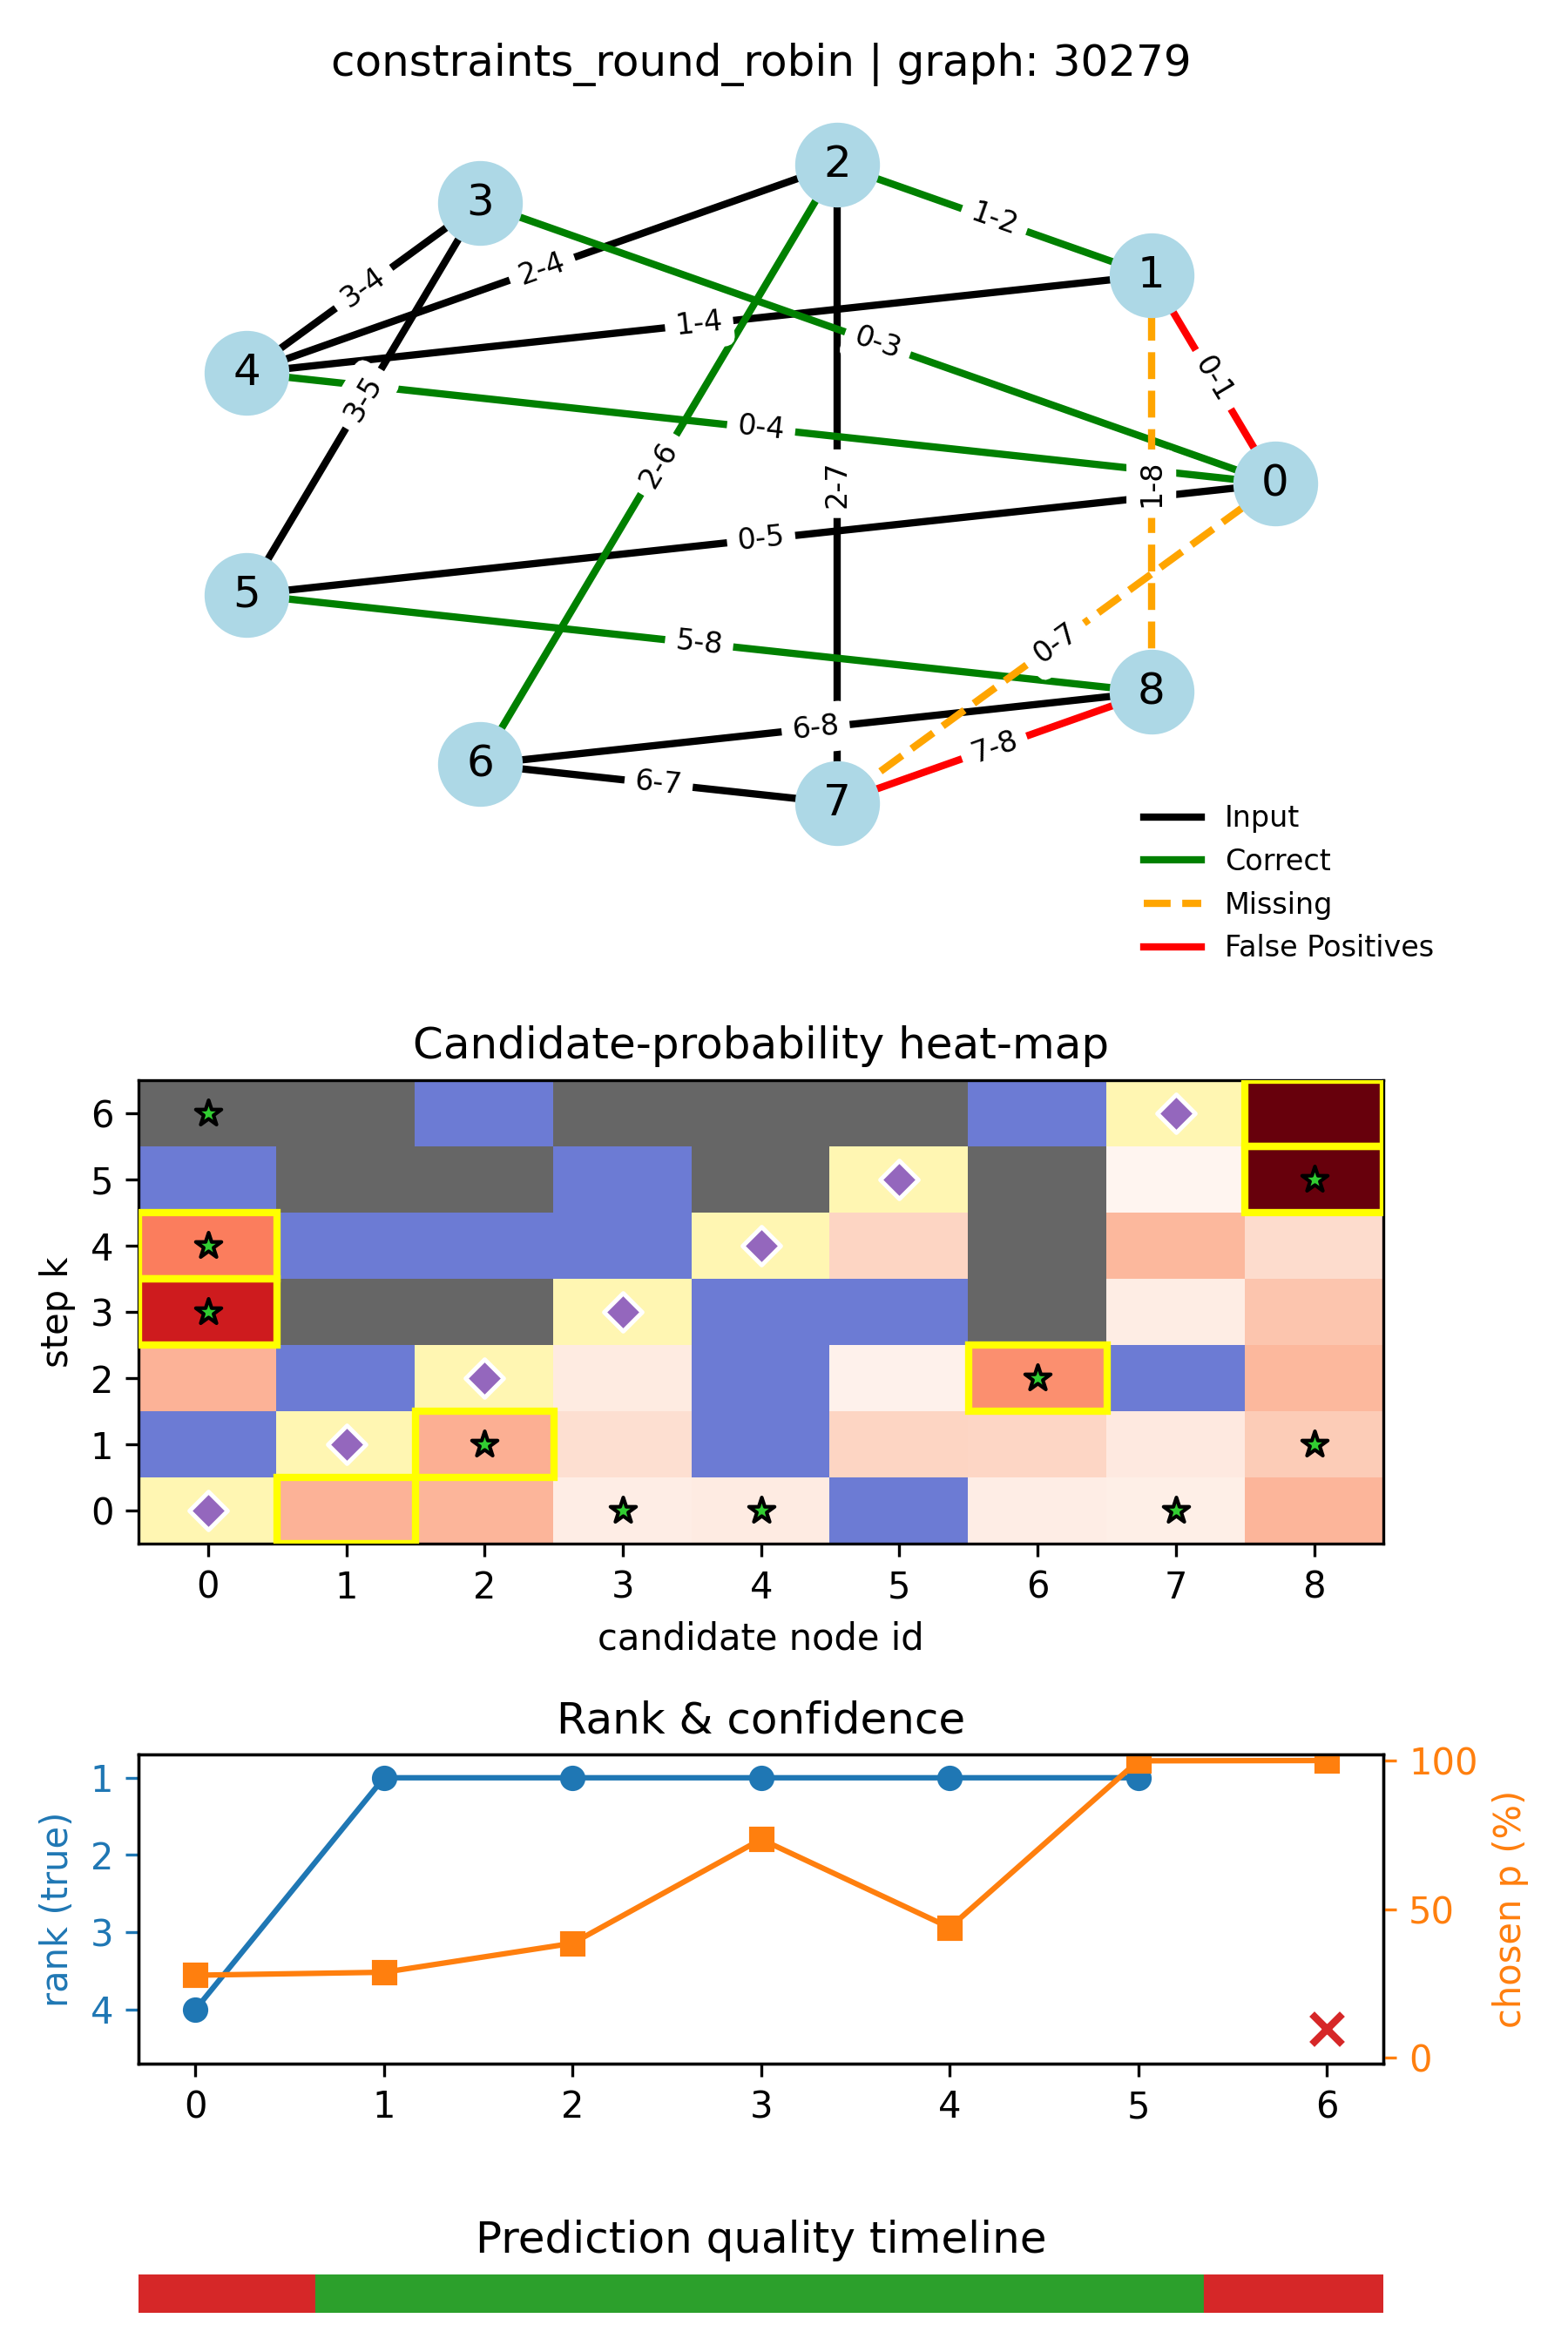 constraints_round_robin | graph: 30279
2
3
1-2
1
2-4
3-4
1-4
0-3
4
0-1
3-5
0-4
2-6
2-7
1-8
0
0-5
5
5-8
0-7
8
6-8
7-8
6
6-7
7
Input
Correct
Missing
False Positives
Candidate-probability heat-map
6
5
4
3
2
1
0
step k
0 1 2 3 4 5 6 7 8
candidate node id
Rank & confidence
1
2
3
4
rank (true)
100
50
0
chosen p (%)
0 1 2 3 4 5 6
Prediction quality timeline